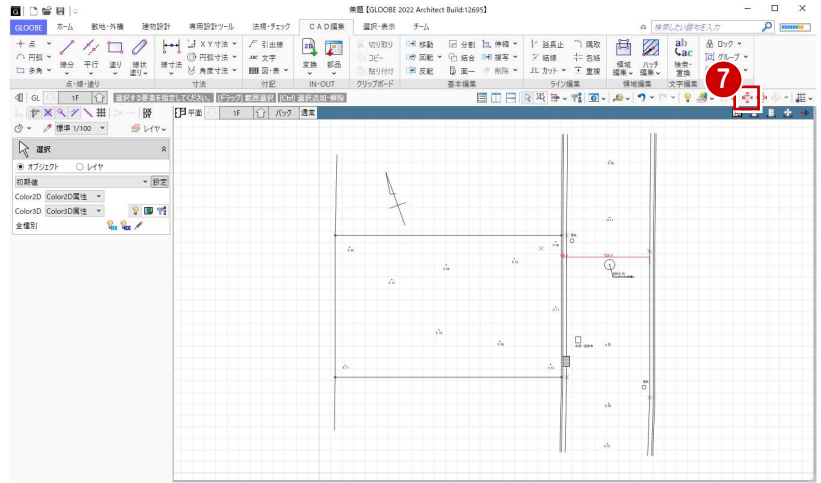 無題【GLOOBE 2022 Architect Build:12695】
GLOOBE ホーム 敷地・外構 建物設計 専用設計ツール 法規・チェック CAD編集 選択・表示 チーム 検索したい語句を入力
点 XY寸法 引出線 切り取り 移動 分割 伸縮 延長止 隅取 ab ロック
円弧 線分 平行 塗り 線状塗り 線寸法 円弧寸法 ABC 文字 変換 部品 コピー 回転 結合 複写 結線 包絡 領域編集 ハッチ編集 検索・置換 グループ
多角 角度寸法 図・表 貼り付け 反転 面一 削除 カット 重複
点・線・塗り 寸法 付記 IN・OUT クリップボード 基本編集 ライン編集 領域編集 文字編集
7
GL 1F 選択する要素を指定してください。 [ドラッグ]範囲選択 [Ctrl]選択追加・解除
標準 1/100 レイヤ
平面 1F バック 通常
選択
オブジェクト レイヤ
初期値 設定
Color2D Color2D属性
Color3D Color3D属性
全種別